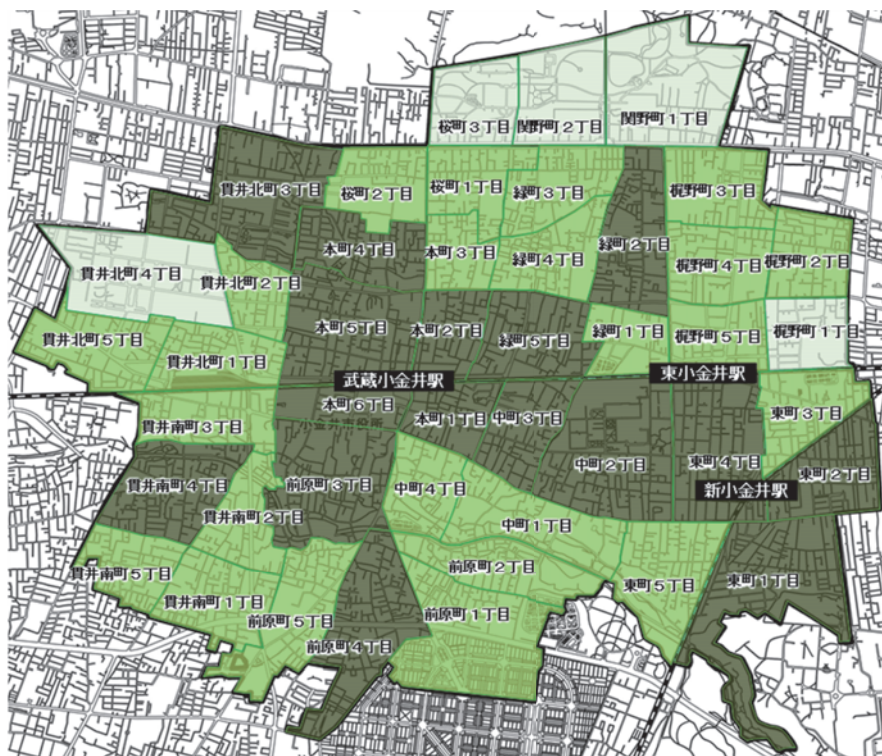 桜町3丁目
関野町2丁目
関野町1丁目
貫井北町3丁目
桜町2丁目
桜町1丁目
緑町3丁目
梶野町3丁目
本町4丁目
本町3丁目
緑町4丁目
緑町2丁目
梶野町4丁目
梶野町2丁目
貫井北町4丁目
貫井北町2丁目
本町5丁目
本町2丁目
緑町5丁目
緑町1丁目
梶野町5丁目
梶野町1丁目
貫井北町5丁目
貫井北町1丁目
武蔵小金井駅
東小金井駅
本町6丁目
本町1丁目
中町3丁目
東町3丁目
小金井市役所
貫井南町3丁目
中町2丁目
東町4丁目
東町2丁目
貫井南町4丁目
前原町3丁目
中町4丁目
新小金井駅
貫井南町2丁目
中町1丁目
貫井南町5丁目
前原町2丁目
東町5丁目
東町1丁目
貫井南町1丁目
前原町5丁目
前原町1丁目
前原町4丁目